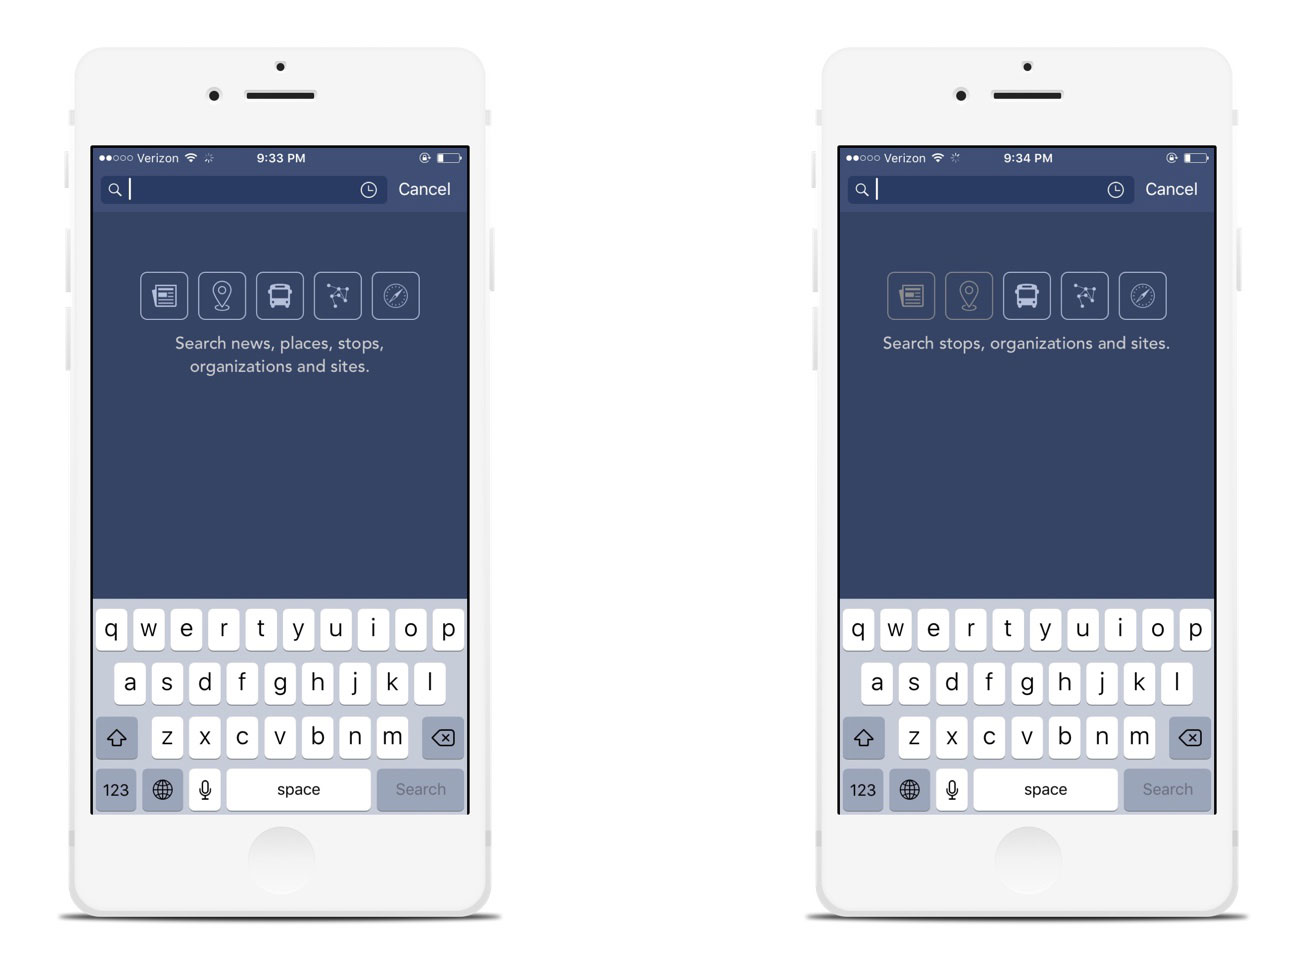 Verizon 9:33 PM
Cancel
Search news, places, stops,
organizations and sites.
q w e r t y u i o p
a s d f g h j k l
z x c v b n m
123 space Search
Verizon 9:34 PM
Cancel
Search stops, organizations and sites.
q w e r t y u i o p
a s d f g h j k l
z x c v b n m
123 space Search